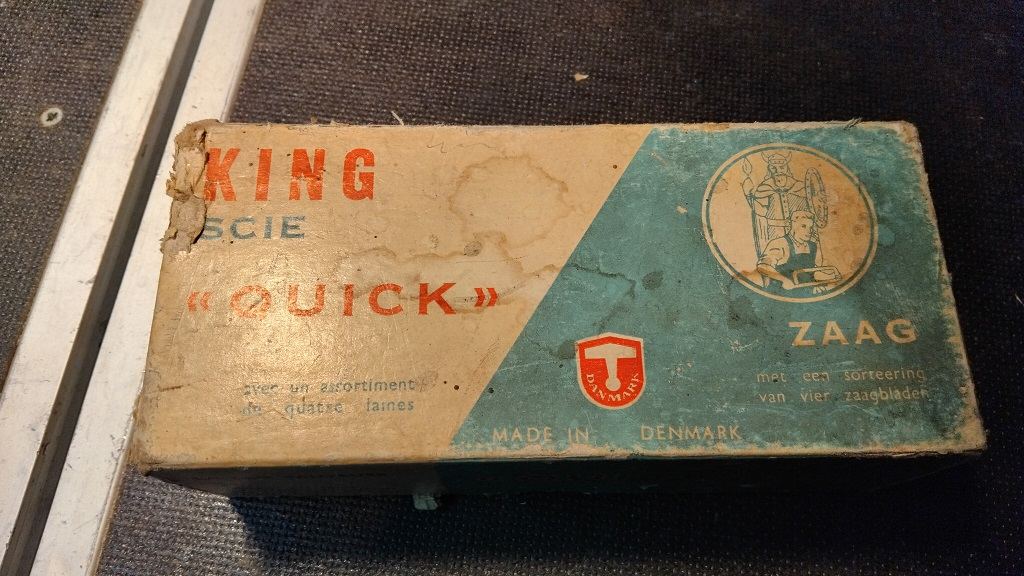 KING
SCIE
« QUICK »
avec un assortiment
de quatre lames
T
DANMARK
MADE IN DENMARK
ZAAG
met een sorteering
van vier zaagbladen